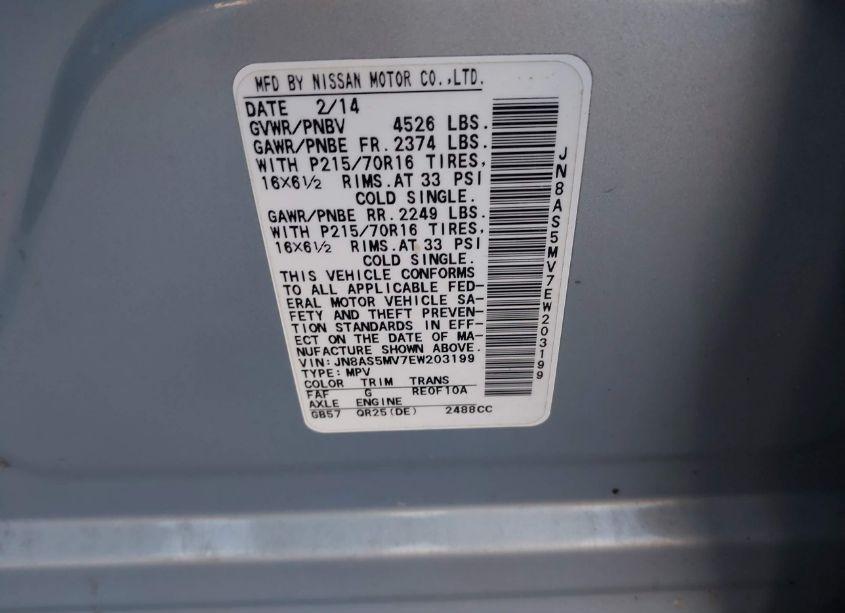 MFD BY NISSAN MOTOR CO.,LTD.
DATE 2/14
GVWR/PNBV 4526 LBS.
GAWR/PNBE FR. 2374 LBS.
WITH P215/70R16 TIRES,
16X6½ RIMS. AT 33 PSI
COLD SINGLE.
GAWR/PNBE RR. 2249 LBS.
WITH P215/70R16 TIRES,
16X6½ RIMS. AT 33 PSI
COLD SINGLE.
THIS VEHICLE CONFORMS
TO ALL APPLICABLE FED-
ERAL MOTOR VEHICLE SA-
FETY AND THEFT PREVEN-
TION STANDARDS IN EFF-
ECT ON THE DATE OF MA-
NUFACTURE SHOWN ABOVE.
VIN: JN8AS5MV7EW203199
TYPE: MPV
COLOR TRIM TRANS
FAF G RE0F10A
AXLE ENGINE
GB57 QR25(DE) 2488CC
JN8AS5MV7EW203199